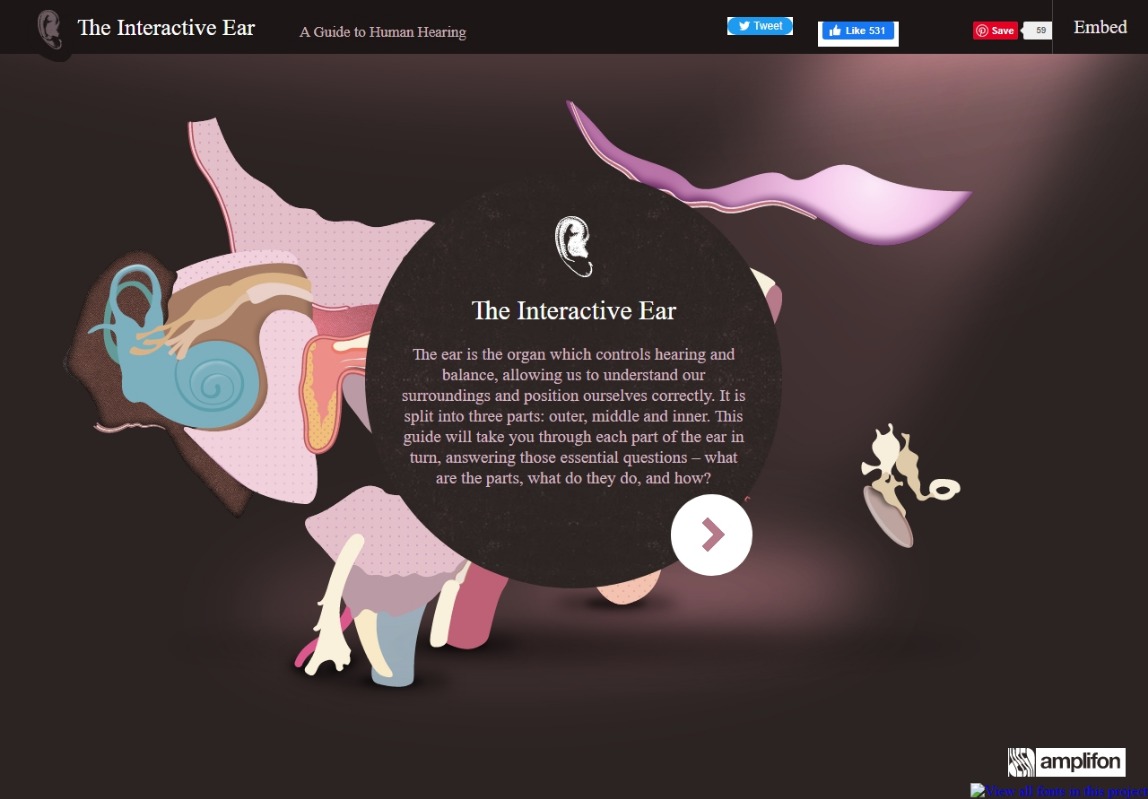 The Interactive Ear
A Guide to Human Hearing
Tweet
Like 531
Save
59
Embed
The Interactive Ear
The ear is the organ which controls hearing and
balance, allowing us to understand our
surroundings and position ourselves correctly. It is
split into three parts: outer, middle and inner. This
guide will take you through each part of the ear in
turn, answering those essential questions – what
are the parts, what do they do, and how?
amplifon
View all fonts in this project